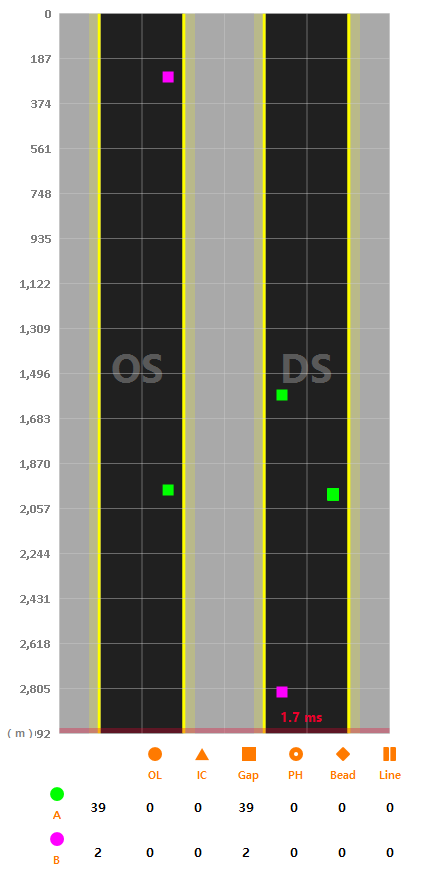 0
187
374
561
748
935
1,122
1,309
1,496
OS DS
1,683
1,870
2,057
2,244
2,431
2,618
2,805
1.7 ms
( m ) 92
OL IC Gap PH Bead Line
A 39 0 0 39 0 0 0
B 2 0 0 2 0 0 0